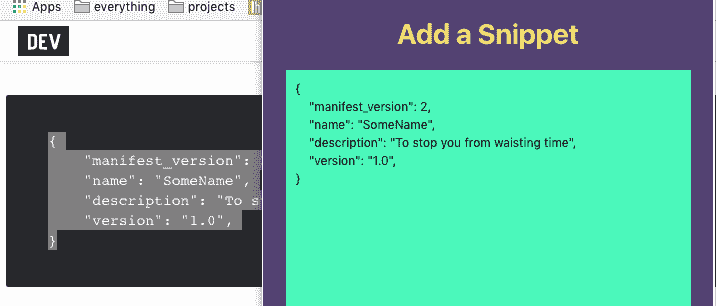 Apps everything projects
DEV
{
"manifest_version":
"name": "SomeName",
"description": "To s
"version": "1.0",
}
Add a Snippet
{
"manifest_version": 2,
"name": "SomeName",
"description": "To stop you from waisting time",
"version": "1.0",
}